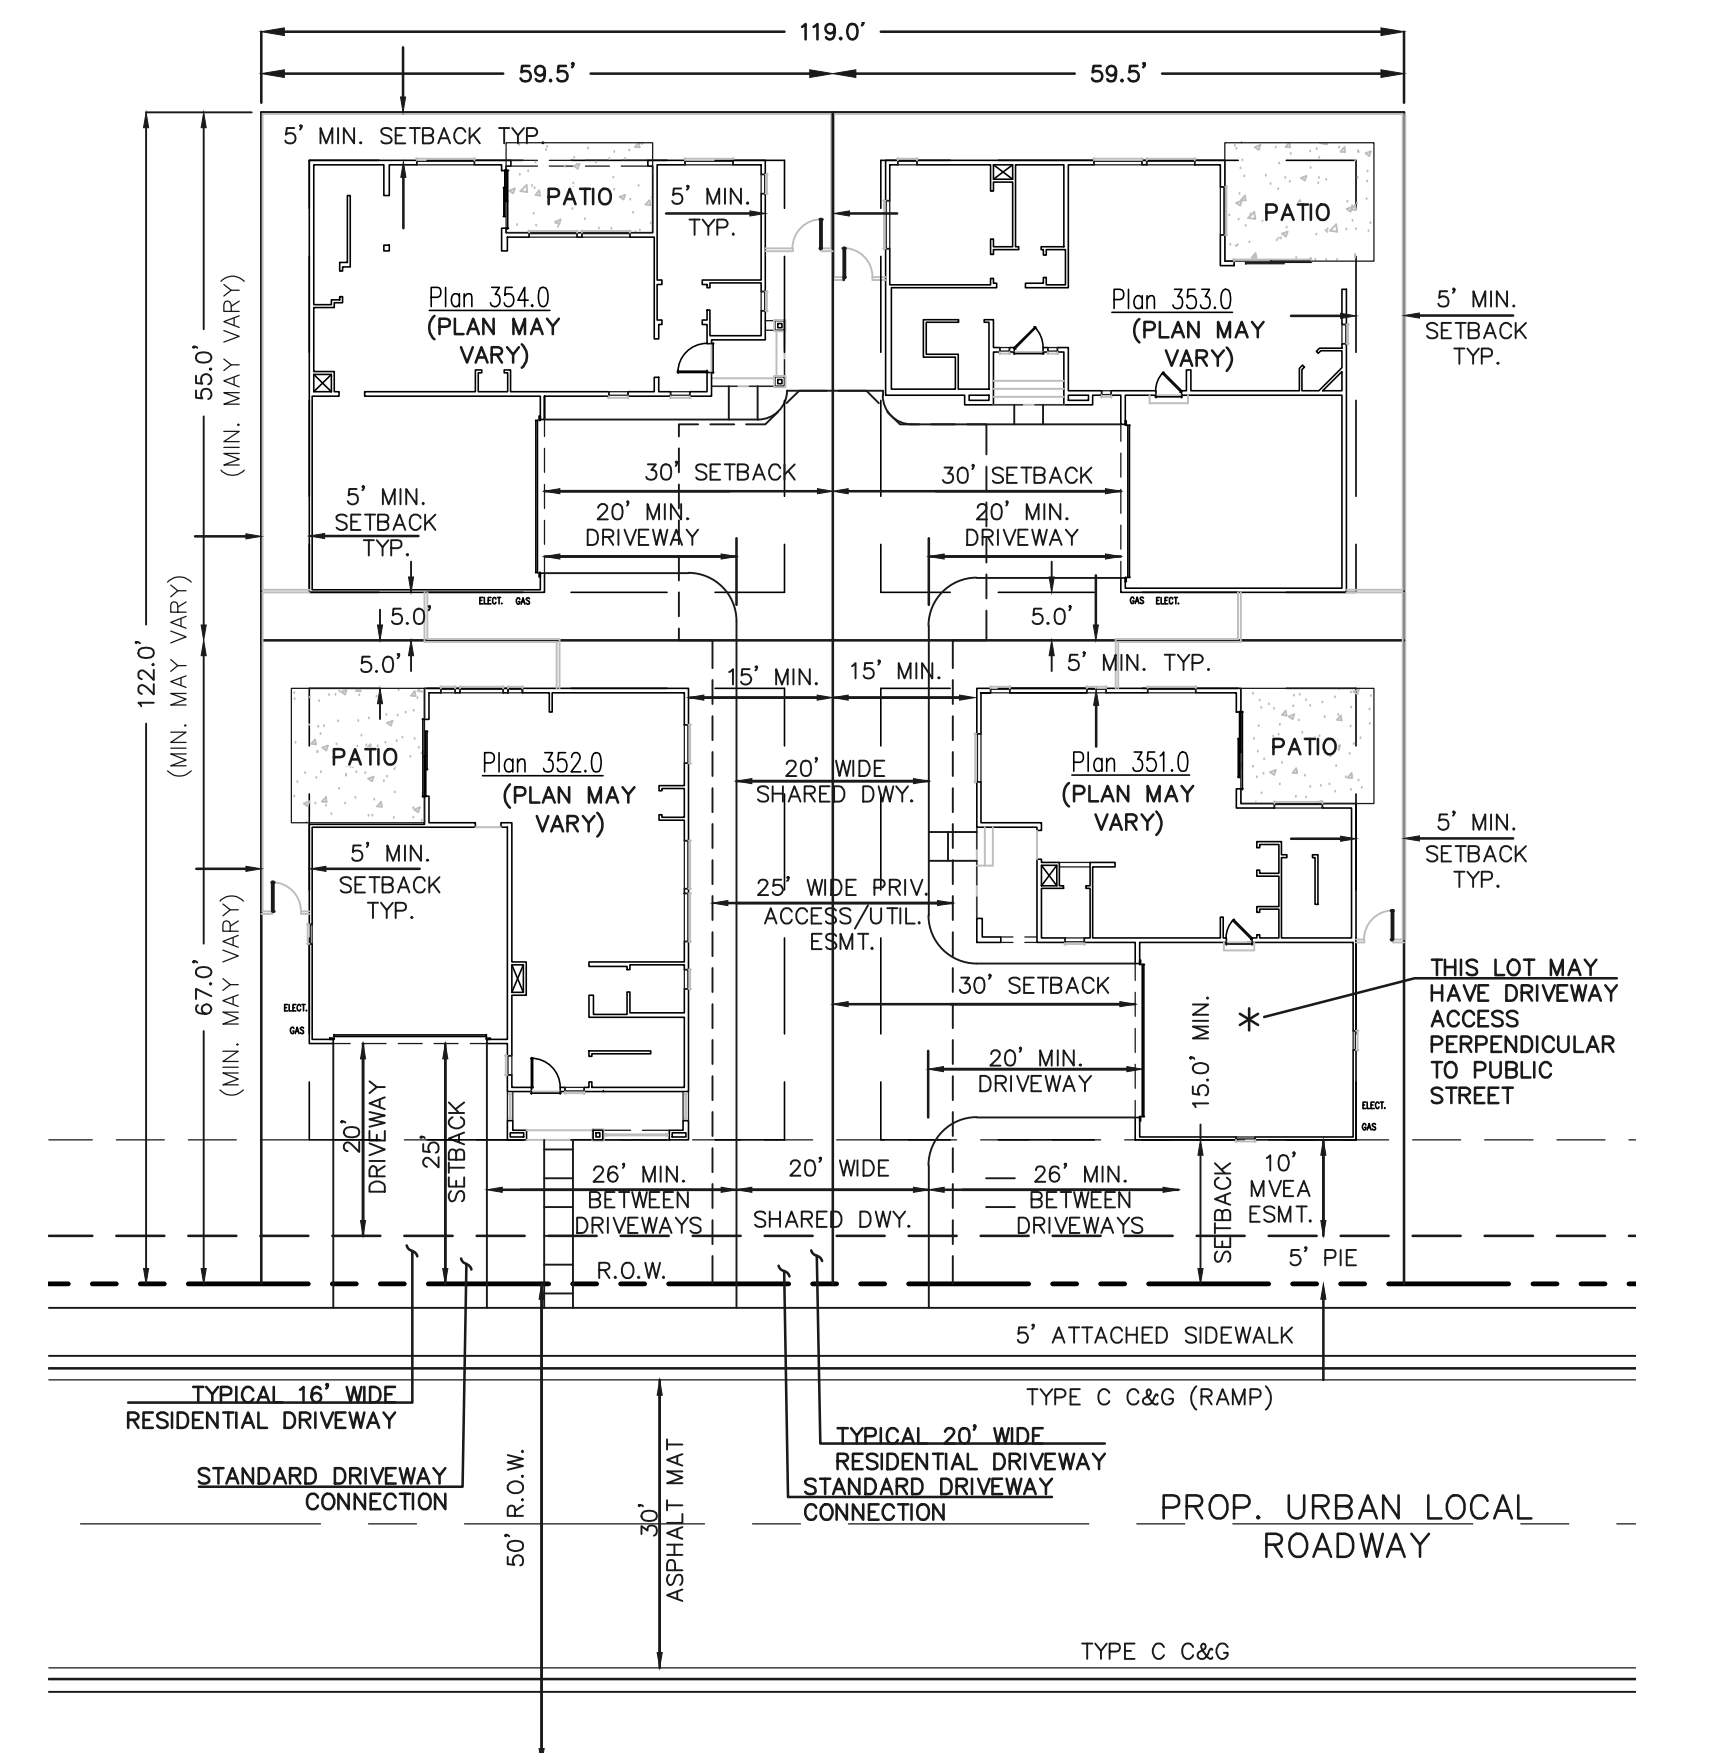 119.0'
59.5'
59.5'
5' MIN. SETBACK TYP.
PATIO
5' MIN.
TYP.
PATIO
Plan 354.0
(PLAN MAY
VARY)
Plan 353.0
(PLAN MAY
VARY)
5' MIN.
SETBACK
TYP.
55.0'
(MIN. MAY VARY)
30' SETBACK
30' SETBACK
5' MIN.
SETBACK
TYP.
20' MIN.
DRIVEWAY
20' MIN.
DRIVEWAY
ELECT.
GAS
GAS
ELECT.
5.0'
5.0'
122.0'
(MIN. MAY VARY)
5.0'
15' MIN.
15' MIN.
5' MIN. TYP.
PATIO
Plan 352.0
(PLAN MAY
VARY)
20' WIDE
SHARED DWY.
Plan 351.0
(PLAN MAY
VARY)
PATIO
5' MIN.
SETBACK
TYP.
5' MIN.
SETBACK
TYP.
25' WIDE PRIV.
ACCESS/UTIL.
ESMT.
67.0'
(MIN. MAY VARY)
ELECT.
GAS
30' SETBACK
15.0' MIN.
SETBACK
*
THIS LOT MAY
HAVE DRIVEWAY
ACCESS
PERPENDICULAR
TO PUBLIC
STREET
20' MIN.
DRIVEWAY
ELECT.
GAS
20'
DRIVEWAY
25'
SETBACK
26' MIN.
BETWEEN
DRIVEWAYS
20' WIDE
SHARED DWY.
26' MIN.
BETWEEN
DRIVEWAYS
10'
MVEA
ESMT.
5' PIE
R.O.W.
5' ATTACHED SIDEWALK
TYPICAL 16' WIDE
RESIDENTIAL DRIVEWAY
TYPE C C&G (RAMP)
TYPICAL 20' WIDE
RESIDENTIAL DRIVEWAY
STANDARD DRIVEWAY
CONNECTION
STANDARD DRIVEWAY
CONNECTION
50' R.O.W.
30'
ASPHALT MAT
PROP. URBAN LOCAL
ROADWAY
TYPE C C&G